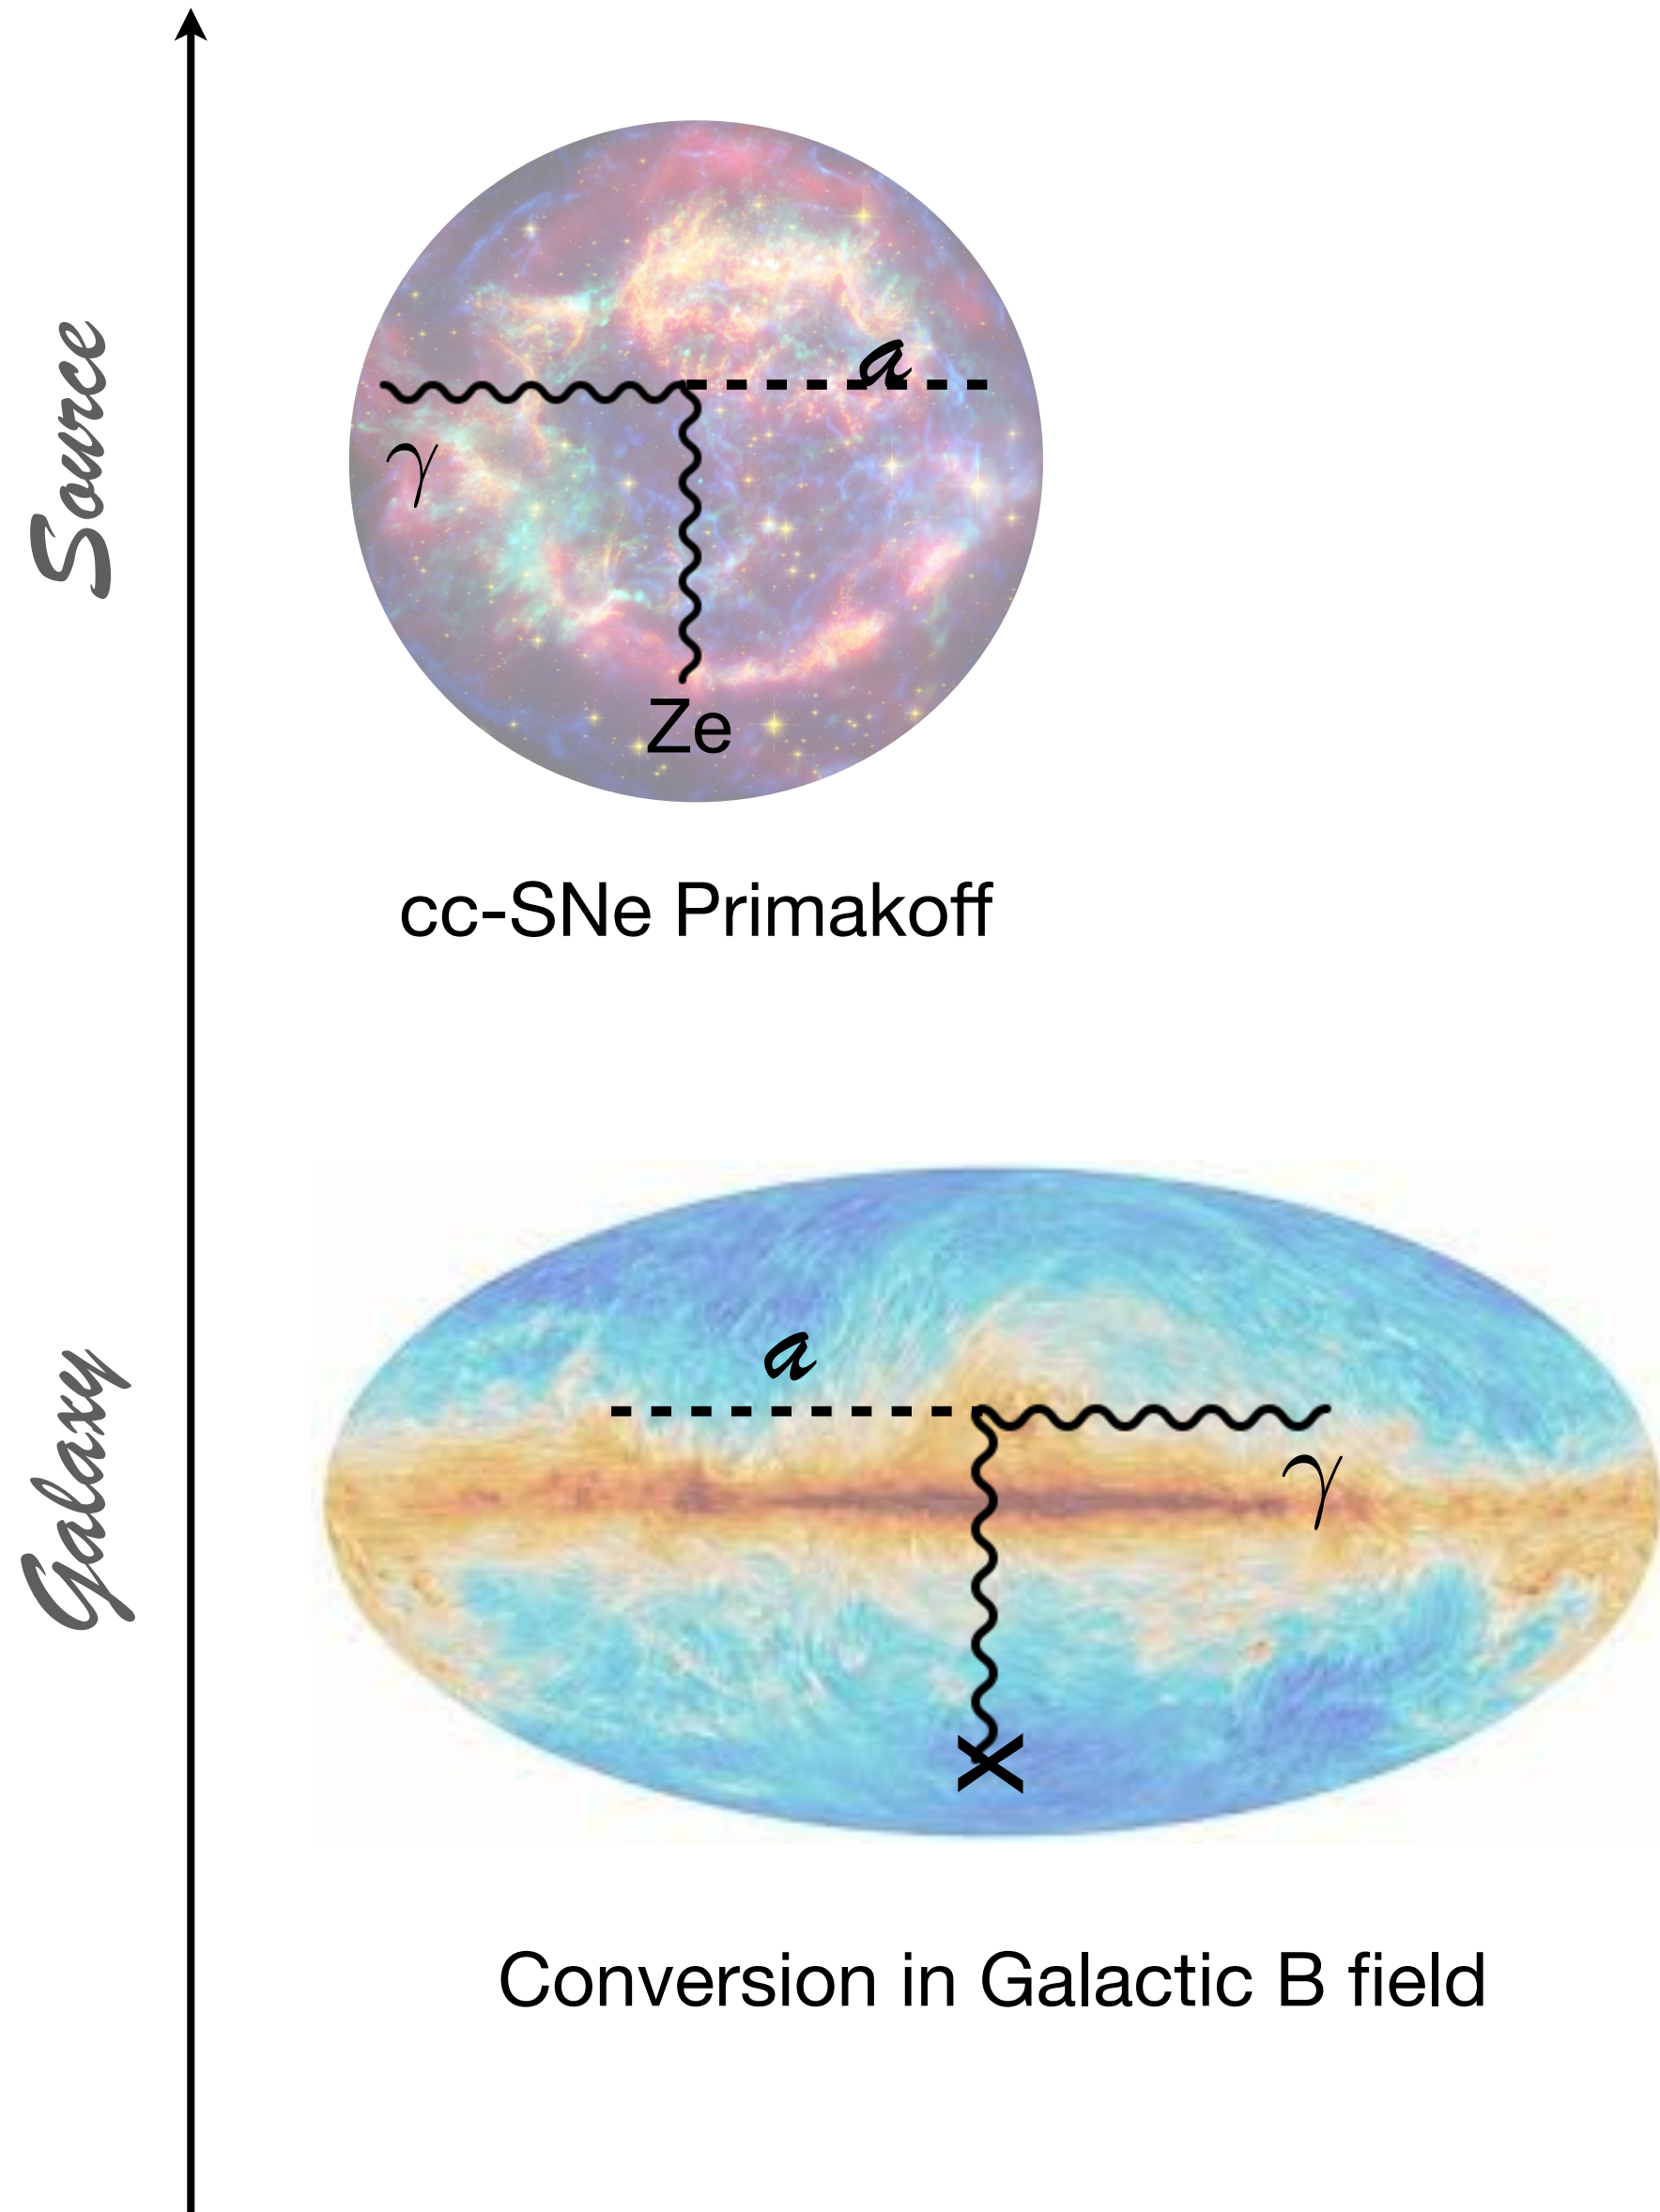 Source
a
γ
Ze
cc-SNe Primakoff
Galaxy
a
γ
X
Conversion in Galactic B field